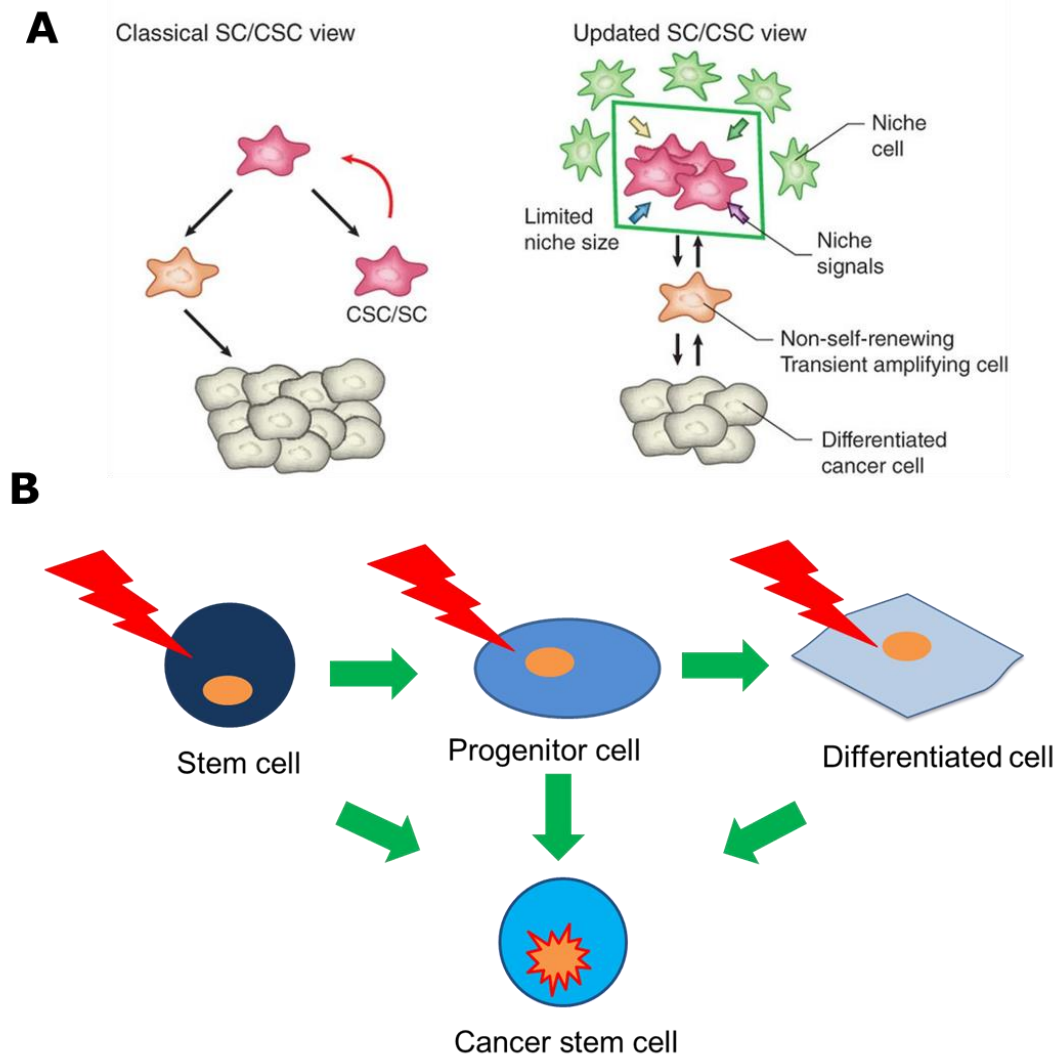 A
Classical SC/CSC view
CSC/SC
Updated SC/CSC view
Niche
cell
Limited
niche size
Niche
signals
Non-self-renewing
Transient amplifying cell
Differentiated
cancer cell
B
Stem cell
Progenitor cell
Differentiated cell
Cancer stem cell